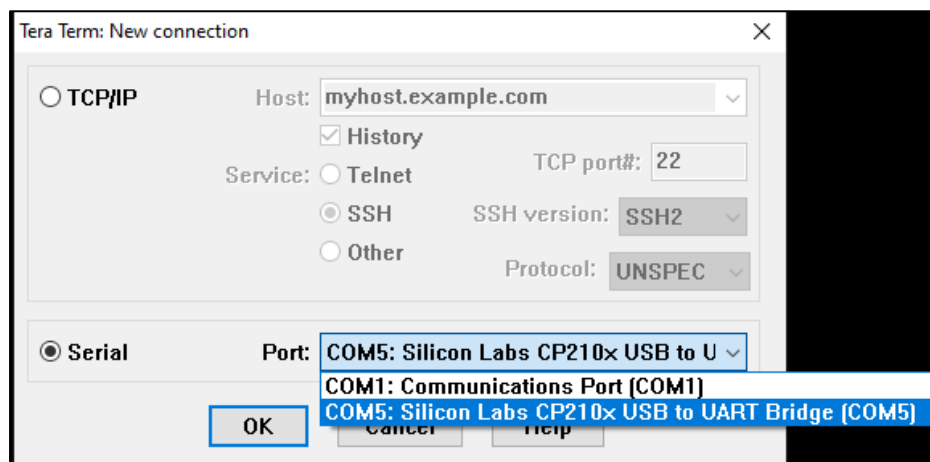 Tera Term: New connection
TCP/IP Host: myhost.example.com
History
Service: Telnet TCP port#: 22
SSH SSH version: SSH2
Other Protocol: UNSPEC
Serial Port: COM5: Silicon Labs CP210x USB to U
COM1: Communications Port (COM1)
COM5: Silicon Labs CP210x USB to UART Bridge (COM5)
OK Cancel Help